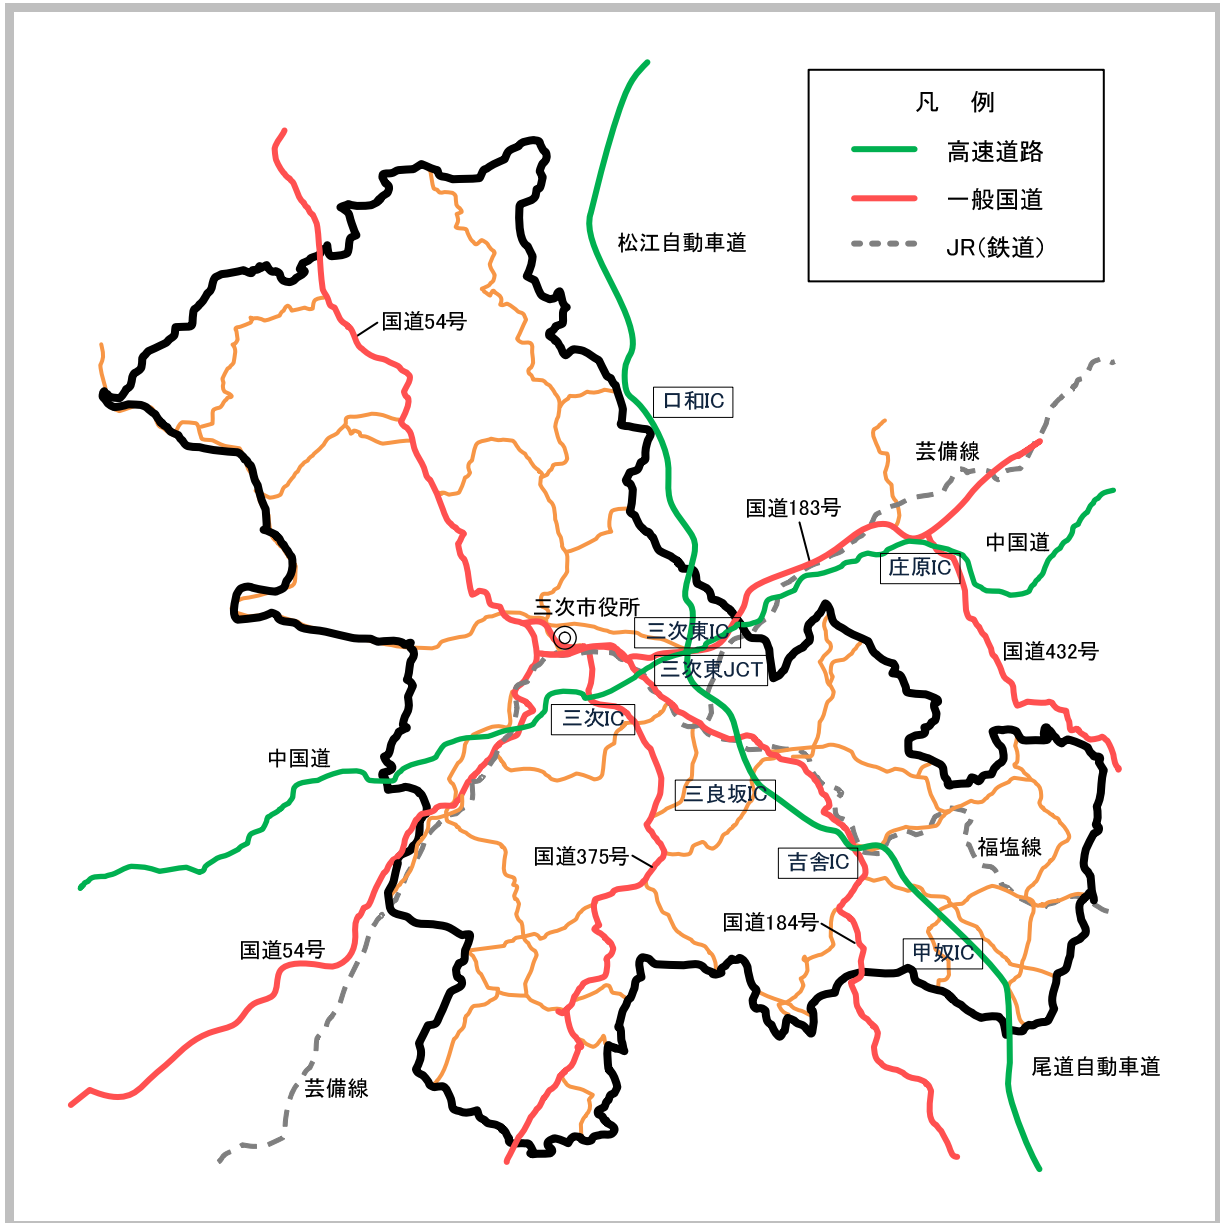 凡 例
高速道路
一般国道
JR(鉄道)
松江自動車道
国道54号
口和IC
芸備線
国道183号
中国道
庄原IC
三次市役所
三次東IC
国道432号
三次東JCT
三次IC
中国道
三良坂IC
福塩線
国道375号
吉舎IC
国道184号
国道54号
甲奴IC
尾道自動車道
芸備線